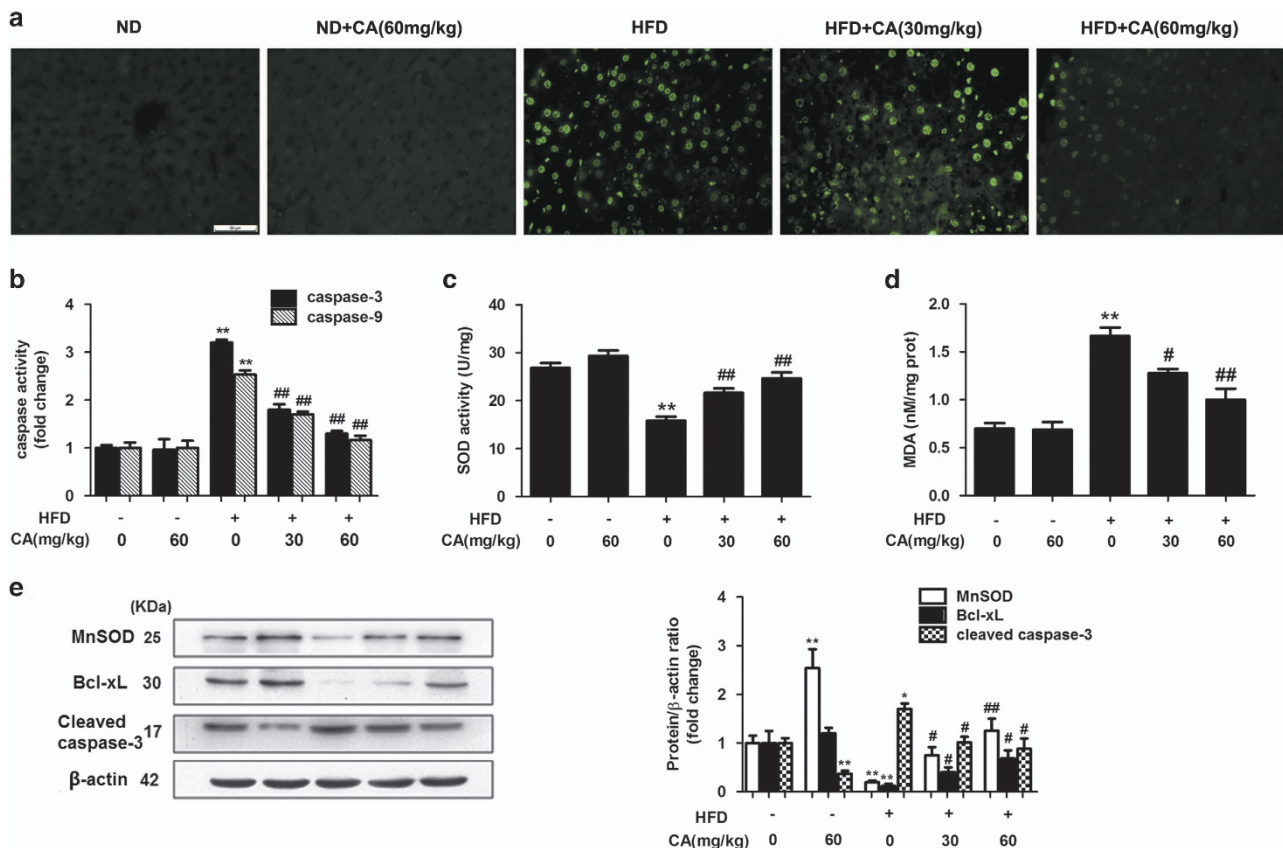 a
ND
ND+CA(60mg/kg)
HFD
HFD+CA(30mg/kg)
HFD+CA(60mg/kg)
b
caspase activity
(fold change)
4
3
2
1
0
caspase-3
caspase-9
**
**
##
##
##
##
HFD - - + + +
CA(mg/kg) 0 60 0 30 60
c
SOD activity (U/mg)
40
30
20
10
0
**
##
##
HFD - - + + +
CA(mg/kg) 0 60 0 30 60
d
MDA (nM/mg prot)
2.0
1.5
1.0
0.5
0.0
**
#
##
HFD - - + + +
CA(mg/kg) 0 60 0 30 60
e
(KDa)
MnSOD 25
Bcl-xL 30
Cleaved
caspase-3 17
β-actin 42
Protein/β-actin ratio
(fold change)
4
3
2
1
0
MnSOD
Bcl-xL
cleaved caspase-3
**
**
**
**
*
#
#
#
##
#
#
HFD - - + + +
CA(mg/kg) 0 60 0 30 60